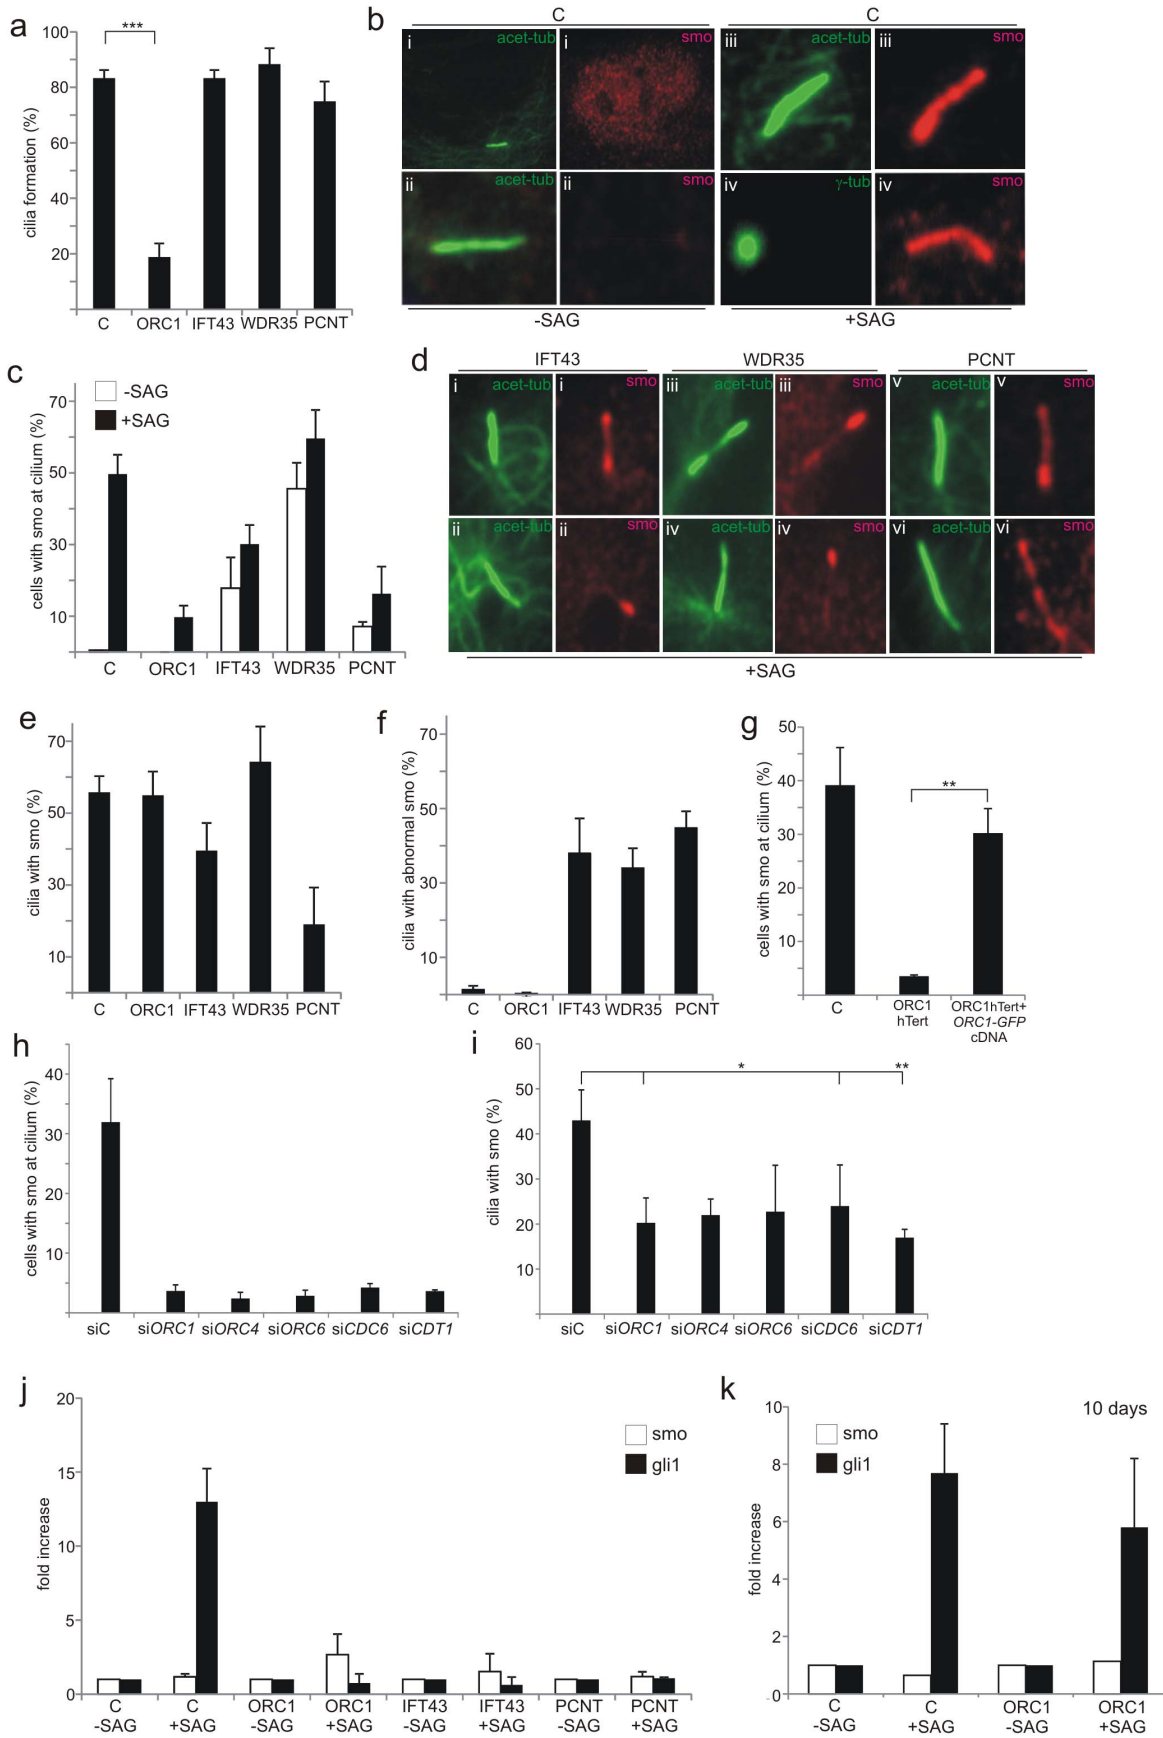 a
***
100
80
60
40
20
cilia formation (%)
C ORC1 IFT43 WDR35 PCNT
b
C C
i acet-tub i smo iii acet-tub iii smo
ii acet-tub ii smo iv γ-tub iv smo
-SAG +SAG
c
-SAG
+SAG
70
50
30
10
cells with smo at cilium (%)
C ORC1 IFT43 WDR35 PCNT
d
IFT43 WDR35 PCNT
i acet-tub i smo iii acet-tub iii smo v acet-tub v smo
ii acet-tub ii smo iv acet-tub iv smo vi acet-tub vi smo
+SAG
e
70
50
30
10
cilia with smo (%)
C ORC1 IFT43 WDR35 PCNT
f
70
50
30
10
cilia with abnormal smo (%)
C ORC1 IFT43 WDR35 PCNT
g
50
40
30
20
10
cells with smo at cilium (%)
**
C ORC1 ORC1hTert+
hTert ORC1-GFP
cDNA
h
40
30
20
10
cells with smo at cilium (%)
siC siORC1 siORC4 siORC6 siCDC6 siCDT1
i
60
50
40
30
20
10
cilia with smo (%)
* **
siC siORC1 siORC4 siORC6 siCDC6 siCDT1
j
20
15
10
5
0
fold increase
smo
gli1
C C ORC1 ORC1 IFT43 IFT43 PCNT PCNT
-SAG +SAG -SAG +SAG -SAG +SAG -SAG +SAG
k
10 days
10
8
6
4
2
0
fold increase
smo
gli1
C C ORC1 ORC1
-SAG +SAG -SAG +SAG